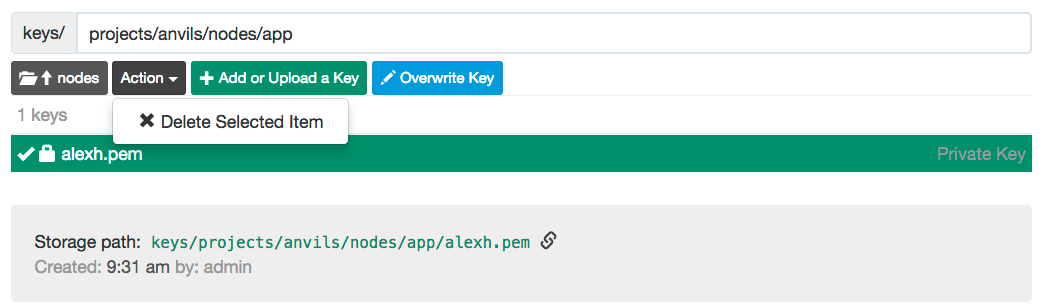 keys/ projects/anvils/nodes/app
nodes Action Add or Upload a Key Overwrite Key
1 keys
Delete Selected Item
alexh.pem Private Key
Storage path: keys/projects/anvils/nodes/app/alexh.pem
Created: 9:31 am by: admin